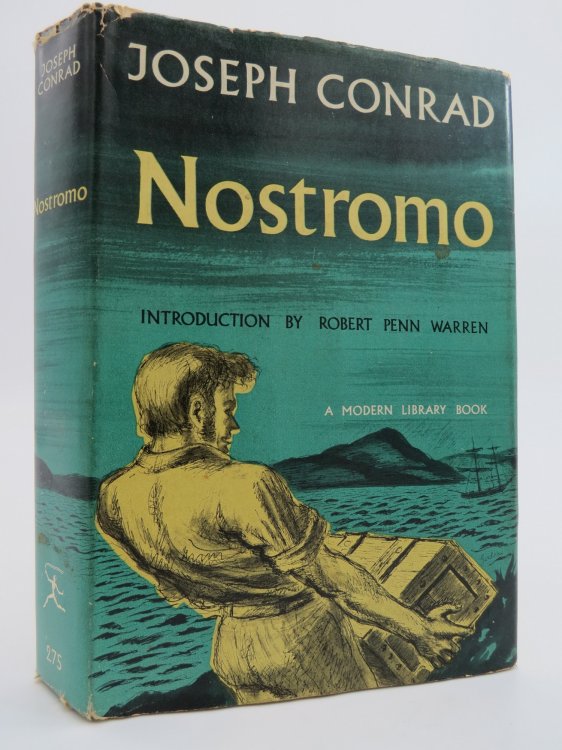 JOSEPH CONRAD
Nostromo
INTRODUCTION BY ROBERT PENN WARREN
A MODERN LIBRARY BOOK
JOSEPH
CONRAD
Nostromo
275